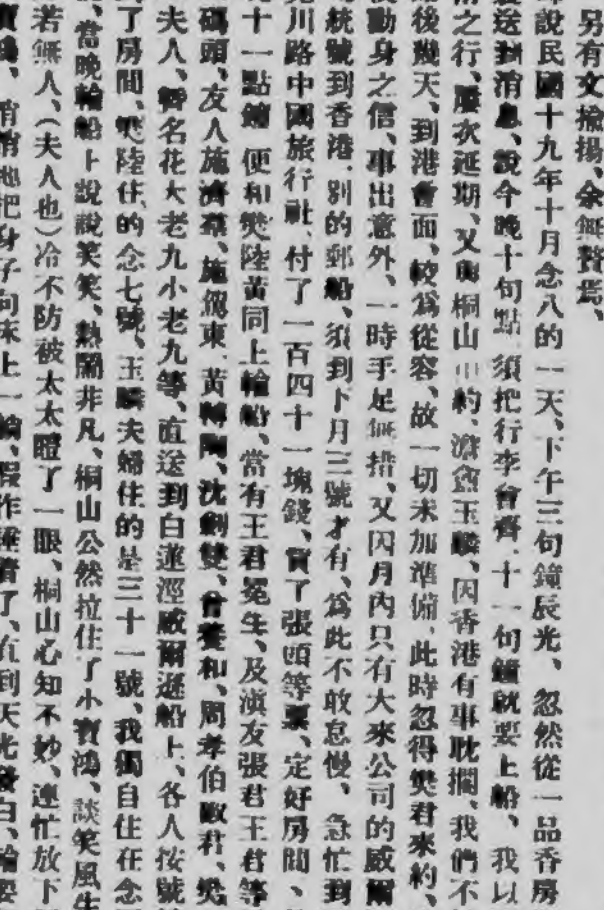 另有文揄揚、余無贅焉、
說民國十九年十月念八的一天、下午三句鐘辰光、忽然從一品香房
送到消息、說今晚十句點、須把行李會齊、十一句鐘就要上船、我以
之行、屢次延期、又與桐山 約、 玉麟、因香港有事耽擱、我們不
後幾天、到港會面、較爲從容、故一切未加準備、此時忽得樊君來約、
動身之信、事出意外、一時手足無措、又因月內只有大來公司的威爾
統號到香港、別的郵船、須到下月三號才有、爲此不敢怠慢、急忙到
川路中國旅行社、付了一百四十一塊錢、買了張頭等票、定好房間、
十一點鐘、便和樊陸黃同上輪船、當有王君冕生、及滇友張君王君等
碼頭、友人施濟羣、施 東、黃轉陶、沈 雙、 和、周孝伯 君、
夫人、 名花大老九小老九等、直送到白蓮涇威爾遜船上、各人按號
了房間、樊陸住的念七號、玉麟夫婦住的是三十一號、我獨自住在念
、當晚輪船上說說笑笑、熱鬧非凡、桐山公然拉住了小寶鴻、談笑風生
若無人、(夫人也)冷不防被太太瞪了一眼、桐山心知不妙、連忙放下
、悄悄地把身子向床上一躺、假作睡着了、直到天光發白、輪要